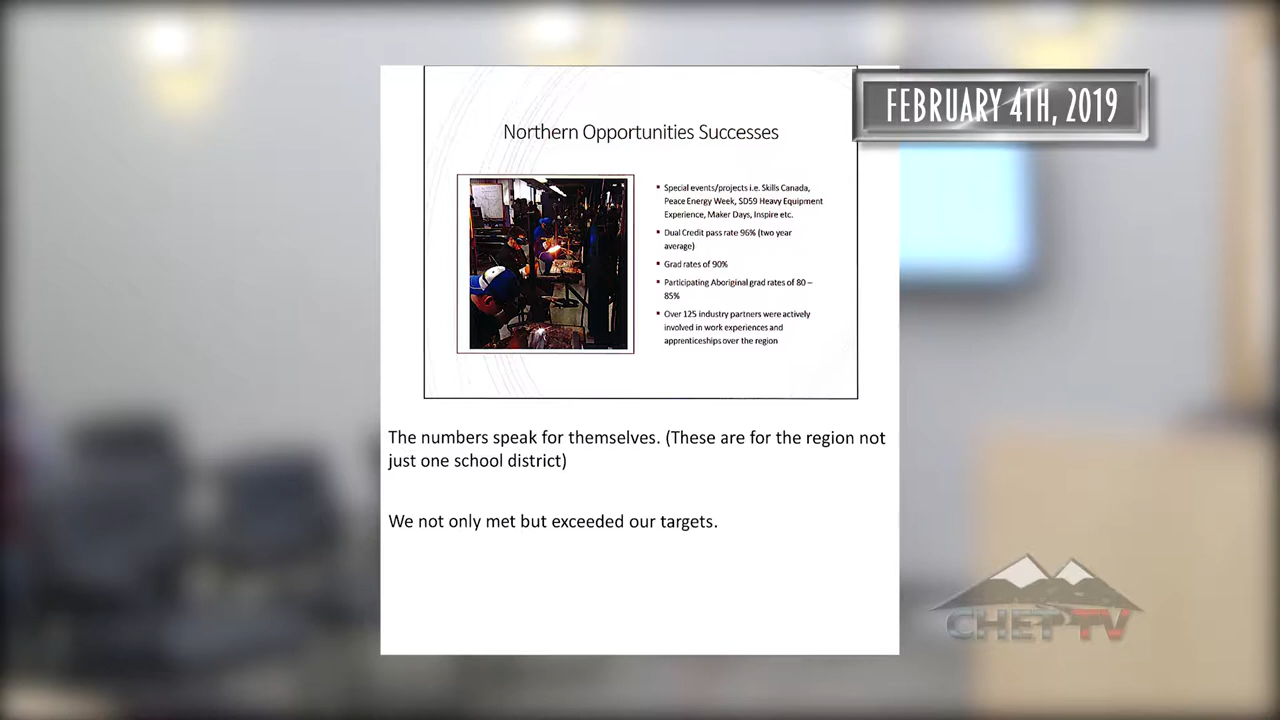 FEBRUARY 4TH, 2019
Northern Opportunities Successes
▪ Special events/projects i.e. Skills Canada,
Peace Energy Week, SD59 Heavy Equipment
Experience, Maker Days, Inspire etc.
▪ Dual Credit pass rate 96% (two year
average)
▪ Grad rates of 90%
▪ Participating Aboriginal grad rates of 80 –
85%
▪ Over 125 industry partners were actively
involved in work experiences and
apprenticeships over the region
The numbers speak for themselves. (These are for the region not
just one school district)
We not only met but exceeded our targets.
CHET TV